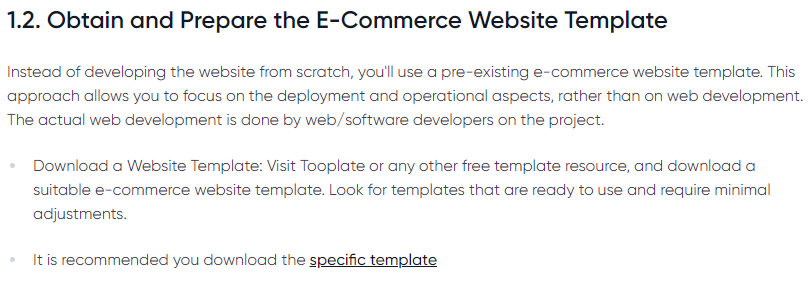 1.2. Obtain and Prepare the E-Commerce Website Template
Instead of developing the website from scratch, you'll use a pre-existing e-commerce website template. This
approach allows you to focus on the deployment and operational aspects, rather than on web development.
The actual web development is done by web/software developers on the project.
Download a Website Template: Visit Tooplate or any other free template resource, and download a
suitable e-commerce website template. Look for templates that are ready to use and require minimal
adjustments.
It is recommended you download the specific template